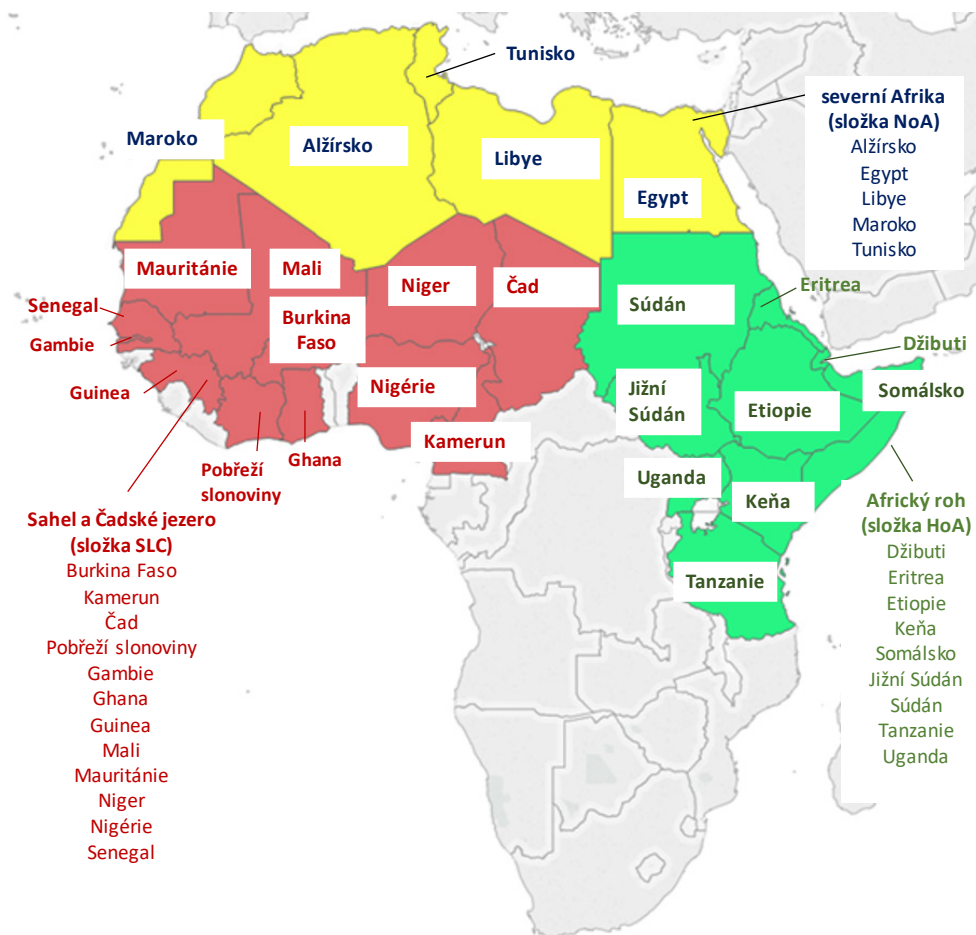 Tunisko
Maroko
Alžírsko
Libye
Egypt
severní Afrika
(složka NoA)
Alžírsko
Egypt
Libye
Maroko
Tunisko
Mauritánie
Mali
Niger
Čad
Senegal
Gambie
Guinea
Burkina
Faso
Nigérie
Kamerun
Ghana
Pobřeží
slonoviny
Súdán
Eritrea
Džibuti
Somálsko
Jižní
Súdán
Etiopie
Uganda
Keňa
Tanzanie
Sahel a Čadské jezero
(složka SLC)
Burkina Faso
Kamerun
Čad
Pobřeží slonoviny
Gambie
Ghana
Guinea
Mali
Mauritánie
Niger
Nigérie
Senegal
Africký roh
(složka HoA)
Džibuti
Eritrea
Etiopie
Keňa
Somálsko
Jižní Súdán
Súdán
Tanzanie
Uganda